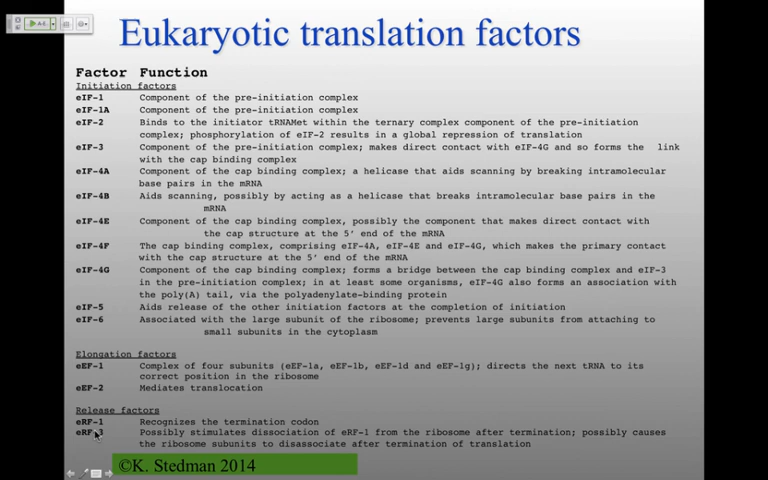 Eukaryotic translation factors
Factor Function
Initiation factors
eIF-1 Component of the pre-initiation complex
eIF-1A Component of the pre-initiation complex
eIF-2 Binds to the initiator tRNAMet within the ternary complex component of the pre-initiation
complex; phosphorylation of eIF-2 results in a global repression of translation
eIF-3 Component of the pre-initiation complex; makes direct contact with eIF-4G and so forms the link
with the cap binding complex
eIF-4A Component of the cap binding complex; a helicase that aids scanning by breaking intramolecular
base pairs in the mRNA
eIF-4B Aids scanning, possibly by acting as a helicase that breaks intramolecular base pairs in the
mRNA
eIF-4E Component of the cap binding complex, possibly the component that makes direct contact with
the cap structure at the 5’ end of the mRNA
eIF-4F The cap binding complex, comprising eIF-4A, eIF-4E and eIF-4G, which makes the primary contact
with the cap structure at the 5’ end of the mRNA
eIF-4G Component of the cap binding complex; forms a bridge between the cap binding complex and eIF-3
in the pre-initiation complex; in at least some organisms, eIF-4G also forms an association with
the poly(A) tail, via the polyadenylate-binding protein
eIF-5 Aids release of the other initiation factors at the completion of initiation
eIF-6 Associated with the large subunit of the ribosome; prevents large subunits from attaching to
small subunits in the cytoplasm
Elongation factors
eEF-1 Complex of four subunits (eEF-1a, eEF-1b, eEF-1d and eEF-1g); directs the next tRNA to its
correct position in the ribosome
eEF-2 Mediates translocation
Release factors
eRF-1 Recognizes the termination codon
eRF-3 Possibly stimulates dissociation of eRF-1 from the ribosome after termination; possibly causes
the ribosome subunits to disassociate after termination of translation
©K. Stedman 2014